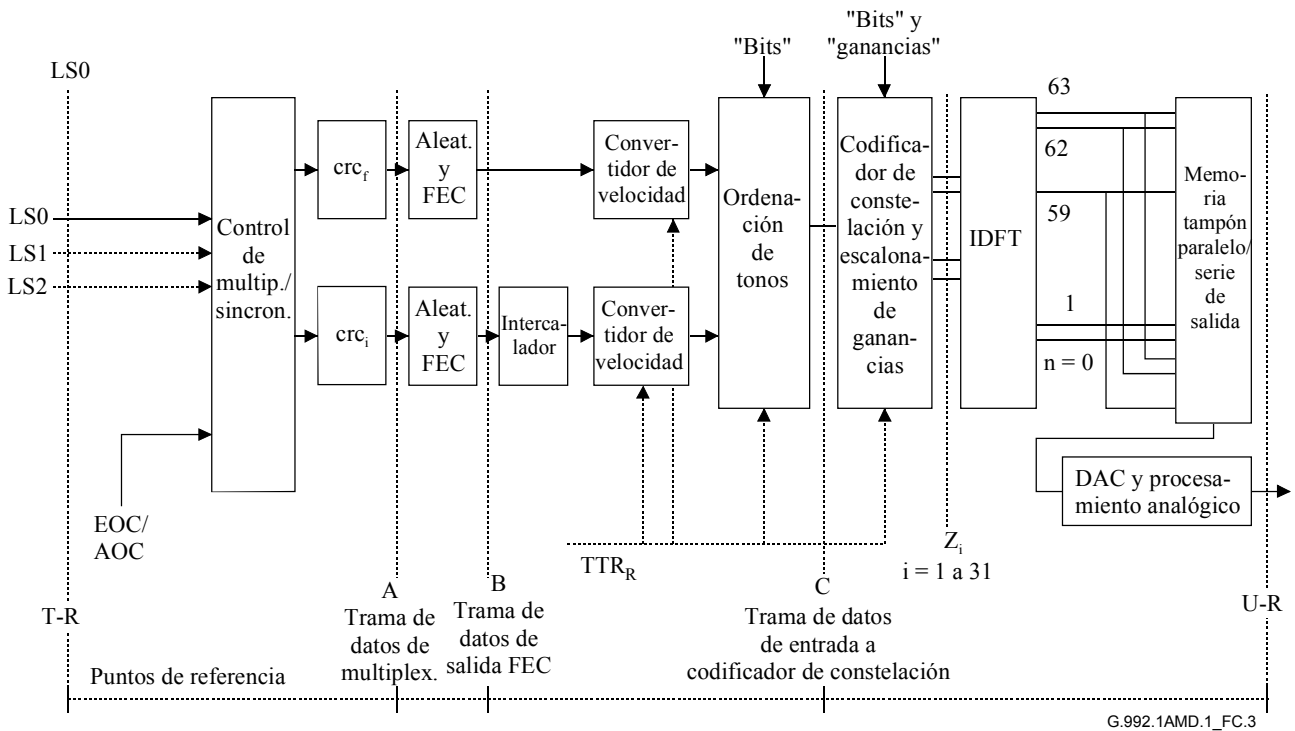 "Bits" y
"ganancias"
"Bits"
LS0
63
62
59
1
n = 0
crc_f
Aleat.
y
FEC
Conver-
tidor de
velocidad
LS0
LS1
LS2
Control
de
multip./
sincron.
crc_i
Aleat.
y
FEC
Interca-
lador
Conver-
tidor de
velocidad
Ordena-
ción
de
tonos
Codifica-
dor de
conste-
lación y
escalona-
miento
de
ganan-
cias
IDFT
Memo-
ria
tampón
paralelo/
serie
de
salida
DAC y procesa-
miento analógico
EOC/
AOC
TTR_R
Z_i
i = 1 a 31
T-R
A
Trama de
datos de
multiplex.
B
Trama de
datos de
salida FEC
C
Trama de datos
de entrada a
codificador de constelación
U-R
Puntos de referencia
G.992.1AMD.1_FC.3